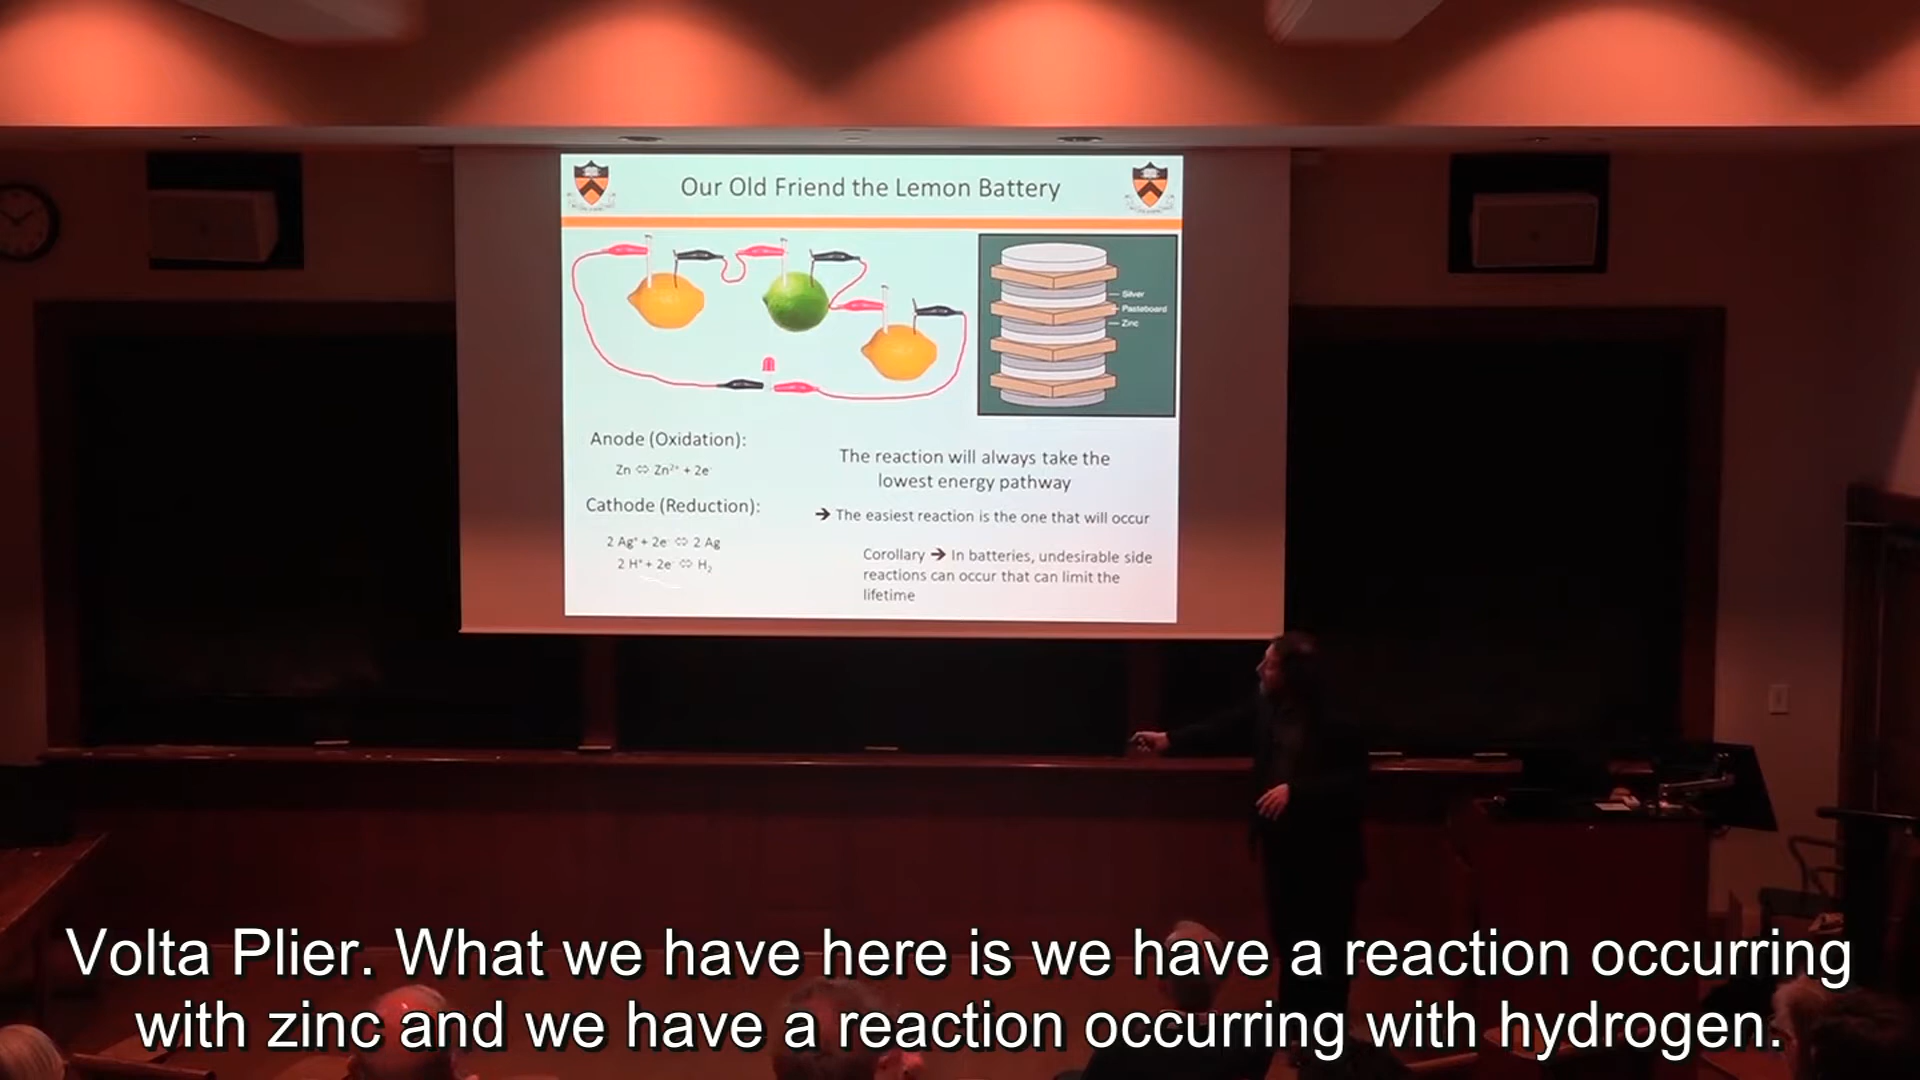 Our Old Friend the Lemon Battery
Silver
Pasteboard
Zinc
Anode (Oxidation):
Zn ⇔ Zn²⁺ + 2e⁻
Cathode (Reduction):
2 Ag⁺ + 2e⁻ ⇔ 2 Ag
2 H⁺ + 2e⁻ ⇔ H₂
The reaction will always take the
lowest energy pathway
➔ The easiest reaction is the one that will occur
Corollary ➔ In batteries, undesirable side
reactions can occur that can limit the
lifetime
Volta Plier. What we have here is we have a reaction occurring
with zinc and we have a reaction occurring with hydrogen.